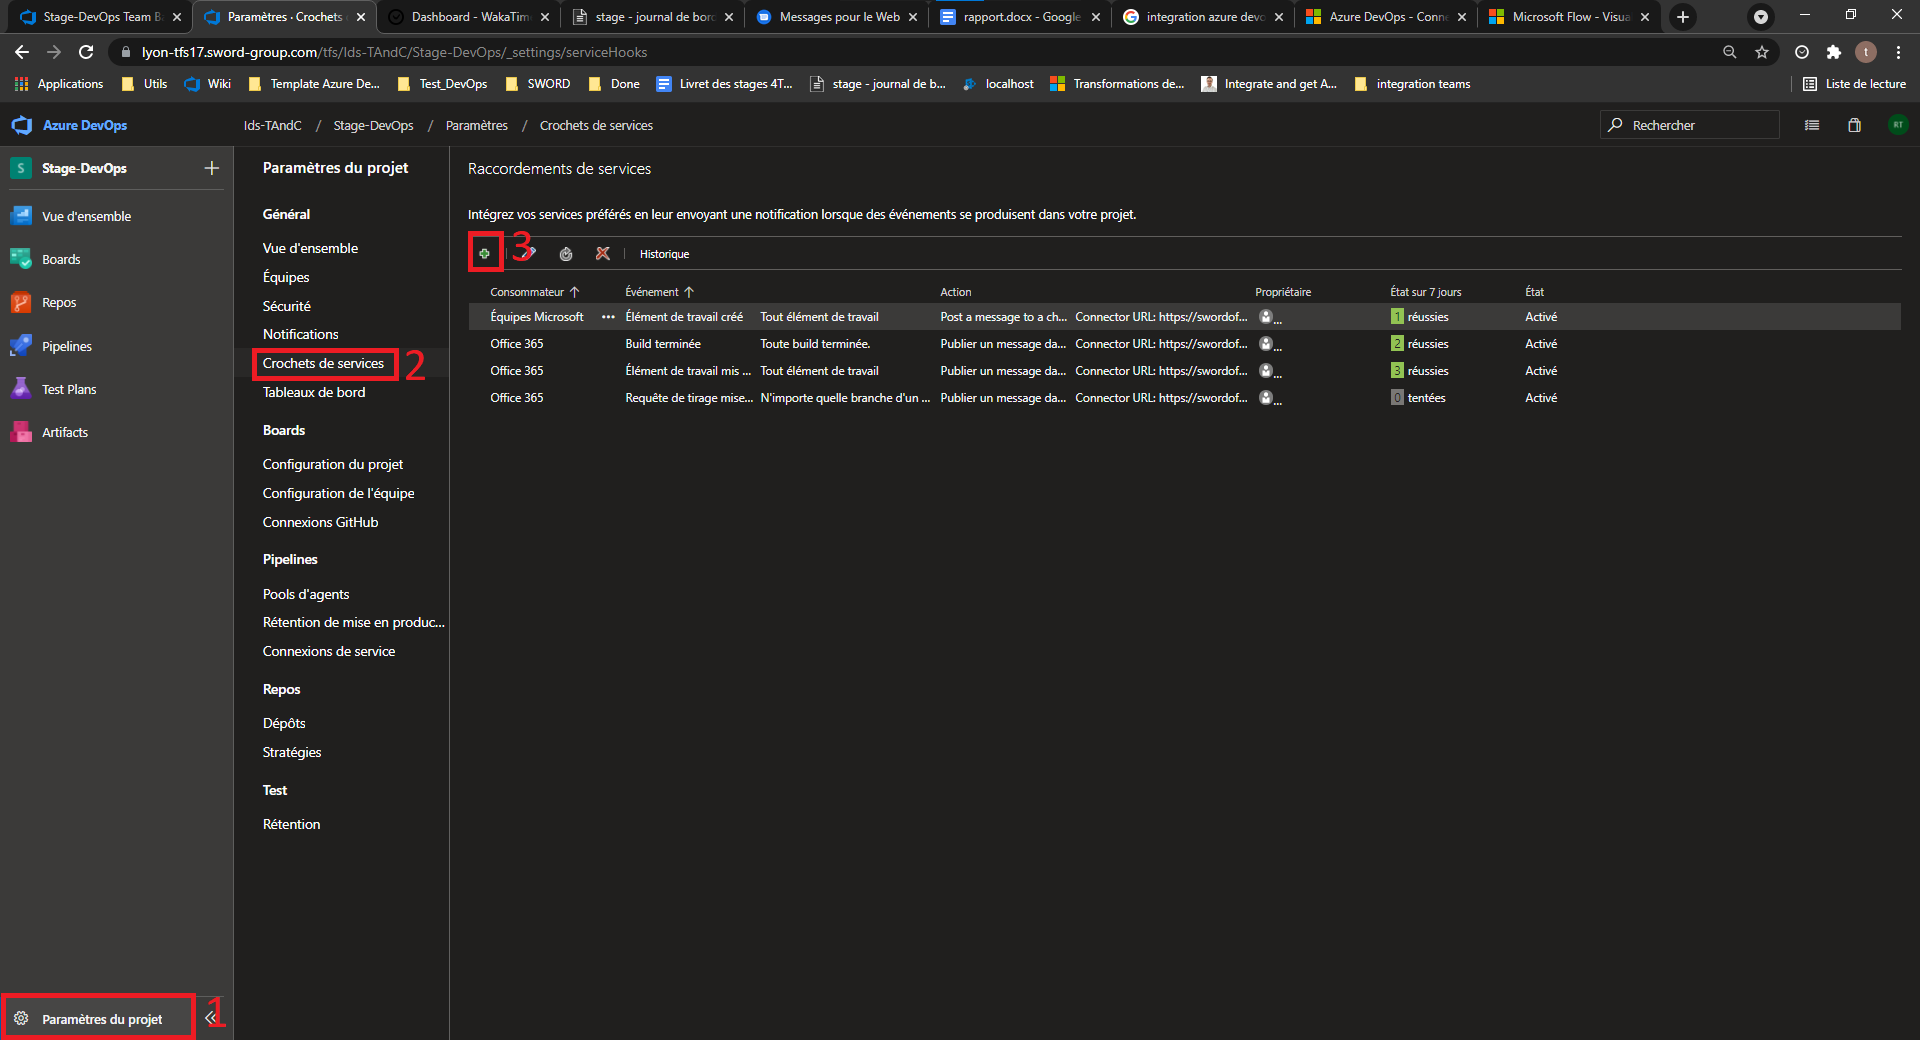 Stage-DevOps Team B
Paramètres · Crochets
Dashboard - WakaTim
stage - journal de bor
Messages pour le Web
rapport.docx - Google
integration azure devo
Azure DevOps - Conne
Microsoft Flow - Visua
lyon-tfs17.sword-group.com/tfs/Ids-TAndC/Stage-DevOps/_settings/serviceHooks
t
Applications
Utils
Wiki
Template Azure De...
Test_DevOps
SWORD
Done
Livret des stages 4T...
stage - journal de b...
localhost
Transformations de...
Integrate and get A...
integration teams
Liste de lecture
Azure DevOps
Ids-TAndC / Stage-DevOps / Paramètres / Crochets de services
Rechercher
RT
S Stage-DevOps
Vue d'ensemble
Boards
Repos
Pipelines
Test Plans
Artifacts
Paramètres du projet
1
Paramètres du projet
Général
Vue d'ensemble
Équipes
Sécurité
Notifications
Crochets de services
2
Tableaux de bord
Boards
Configuration du projet
Configuration de l'équipe
Connexions GitHub
Pipelines
Pools d'agents
Rétention de mise en produc...
Connexions de service
Repos
Dépôts
Stratégies
Test
Rétention
Raccordements de services
Intégrez vos services préférés en leur envoyant une notification lorsque des événements se produisent dans votre projet.
3
Historique
Consommateur Événement Action Propriétaire État sur 7 jours État
Équipes Microsoft ... Élément de travail créé Tout élément de travail Post a message to a ch... Connector URL: https://swordof... ... 1 réussies Activé
Office 365 Build terminée Toute build terminée. Publier un message da... Connector URL: https://swordof... ... 2 réussies Activé
Office 365 Élément de travail mis ... Tout élément de travail Publier un message da... Connector URL: https://swordof... ... 3 réussies Activé
Office 365 Requête de tirage mise... N'importe quelle branche d'un ... Publier un message da... Connector URL: https://swordof... ... 0 tentées Activé